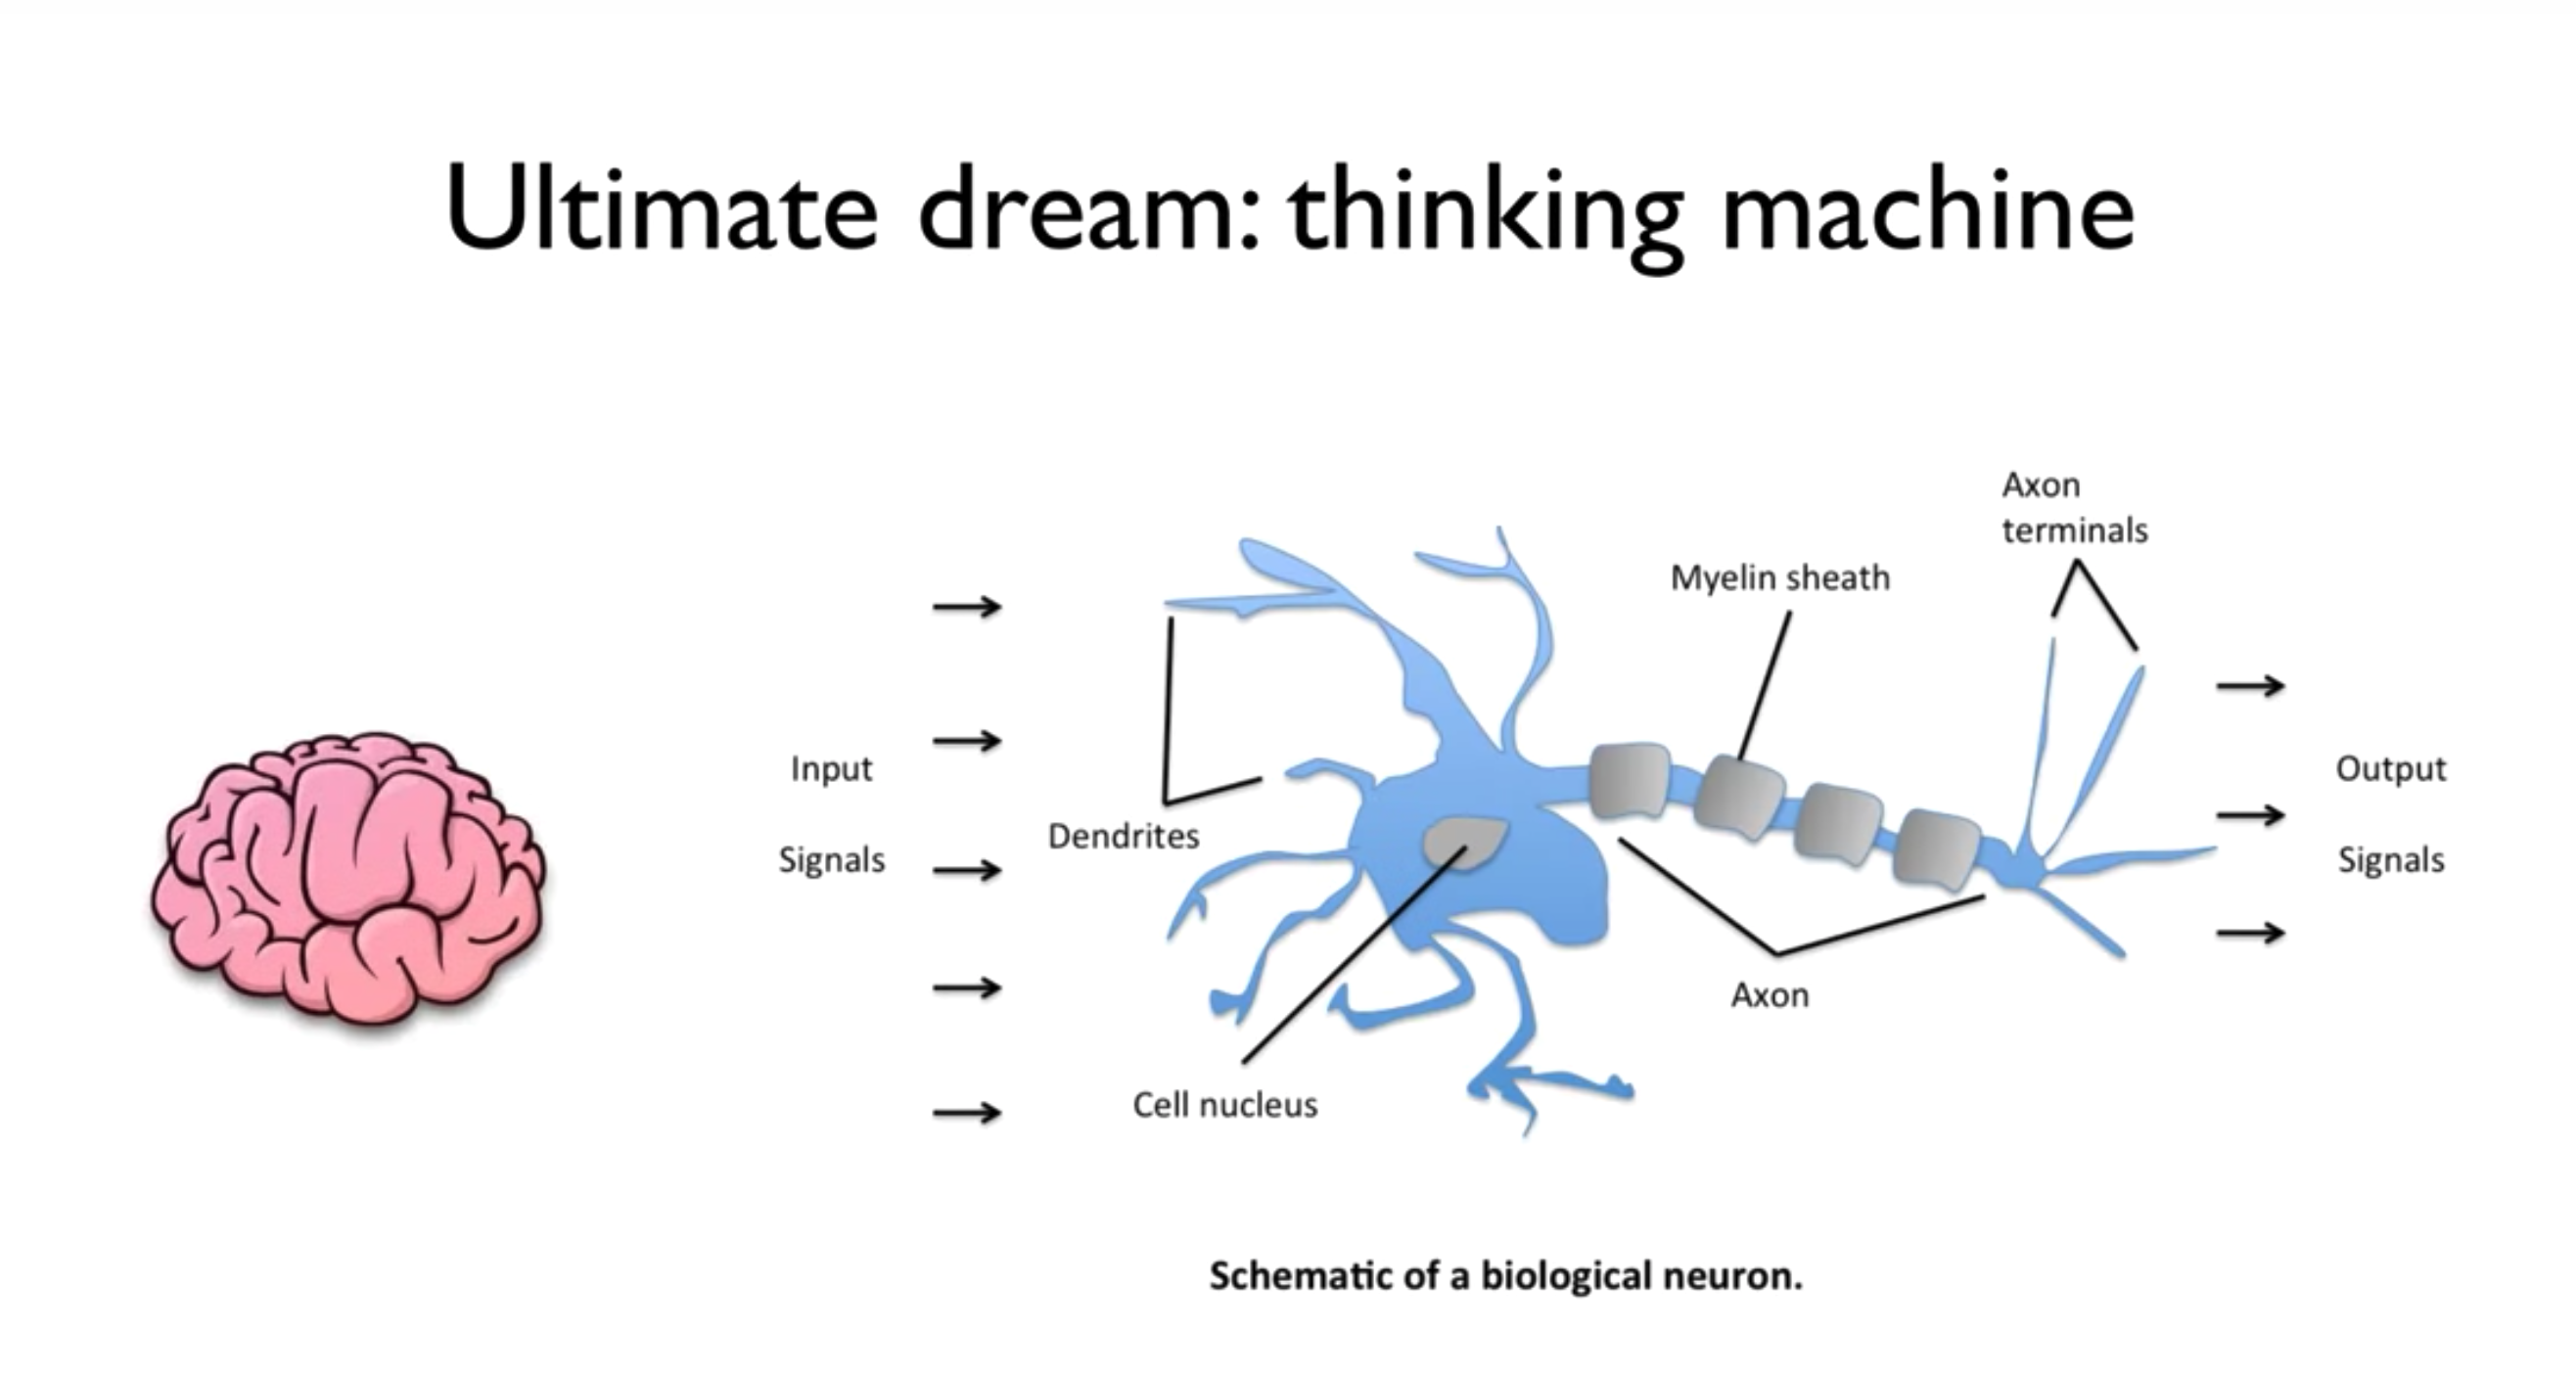 Ultimate dream: thinking machine
Axon
terminals
Myelin sheath
Input
Signals
Dendrites
Output
Signals
Axon
Cell nucleus
Schematic of a biological neuron.